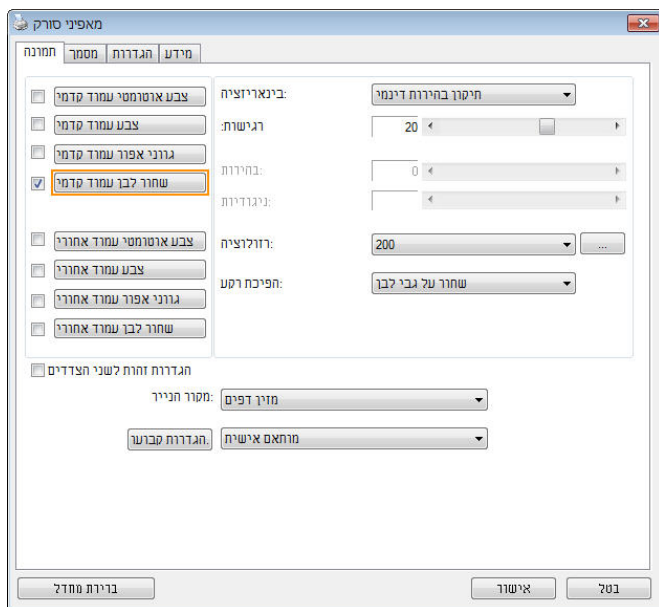 מאפיני סורק
תמונה מסמך הגדרות מידע
צבע אוטומטי עמוד קדמי
צבע עמוד קדמי
גווני אפור עמוד קדמי
שחור לבן עמוד קדמי
צבע אוטומטי עמוד אחורי
צבע עמוד אחורי
גווני אפור עמוד אחורי
שחור לבן עמוד אחורי
בינאריזציה: תיקון בהירות דינמי
רגישות: 20
בהירות: 0
ניגודיות:
רזולוציה: 200 ...
הפיכת רקע: שחור על גבי לבן
הגדרות זהות לשני הצדדים
מקור הנייר: מזין דפים
הגדרות קבועו. מותאם אישית
ברירת מחדל אישור בטל